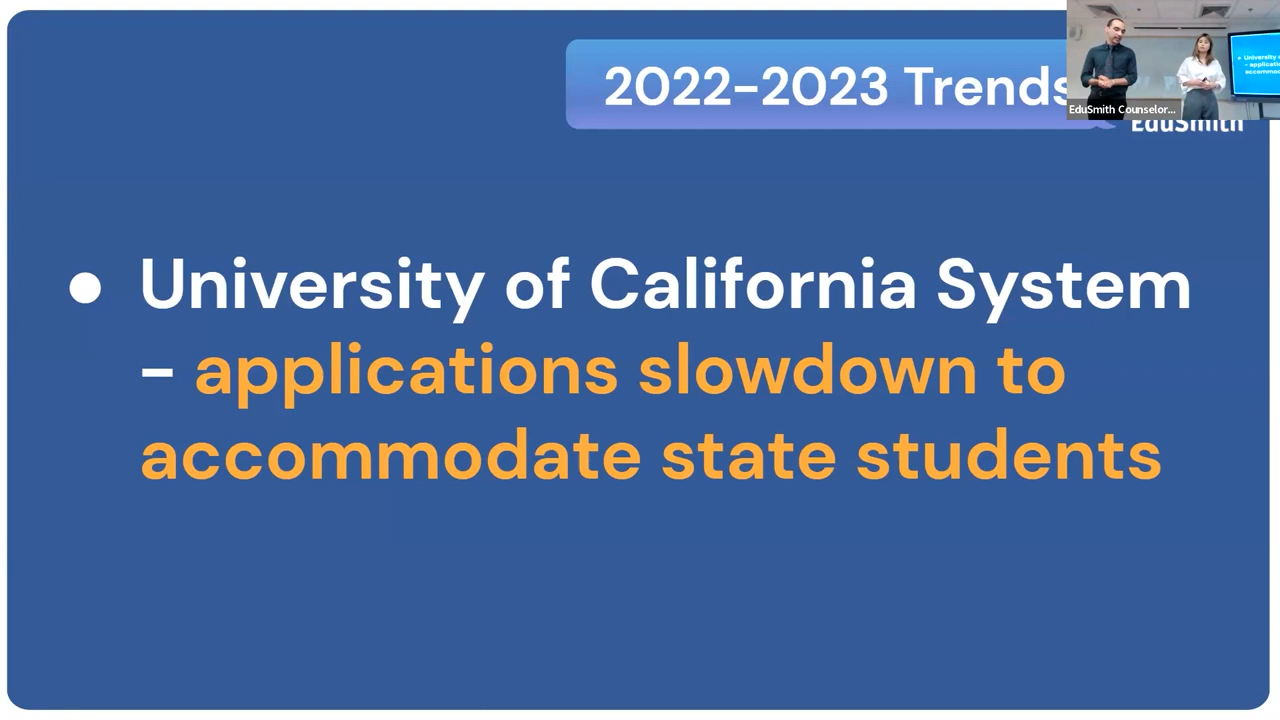 2022-2023 Trends
EduSmith Counselor...
EduSmith
● University of California System
- applications slowdown to
accommodate state students